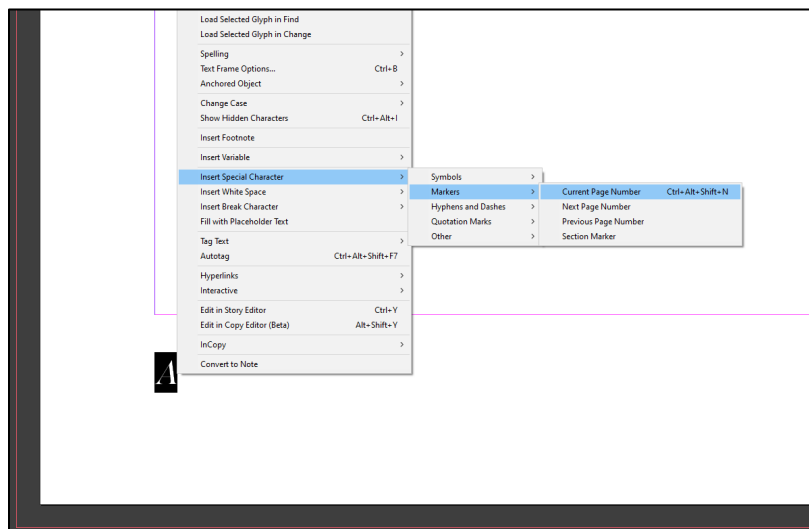 Load Selected Glyph in Find
Load Selected Glyph in Change
Spelling
Text Frame Options... Ctrl+B
Anchored Object
Change Case
Show Hidden Characters Ctrl+Alt+I
Insert Footnote
Insert Variable
Insert Special Character
Insert White Space
Insert Break Character
Fill with Placeholder Text
Tag Text
Autotag Ctrl+Alt+Shift+F7
Hyperlinks
Interactive
Edit in Story Editor Ctrl+Y
Edit in Copy Editor (Beta) Alt+Shift+Y
InCopy
Convert to Note
Symbols
Markers
Hyphens and Dashes
Quotation Marks
Other
Current Page Number Ctrl+Alt+Shift+N
Next Page Number
Previous Page Number
Section Marker
A